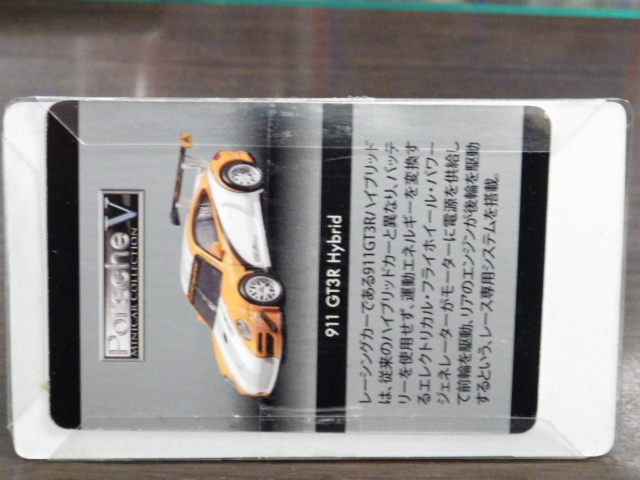 Porsche V
MINICAR COLLECTION
911 GT3R Hybrid
レーシングカーである911GT3Rハイブリッド
は、従来のハイブリッドカーと異なり、バッテ
リーを使用せず、運動エネルギーを変換す
るエレクトリカル・フライホイール・パワー
ジェネレーターがモーターに電源を供給し
て前輪を駆動、リアのエンジンが後輪を駆動
するという、レース専用システムを搭載。